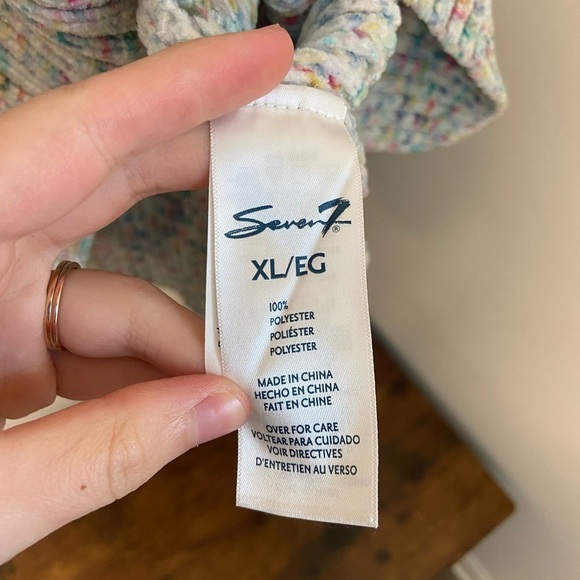 Seven7®
XL/EG
100%
POLYESTER
POLIÉSTER
POLYESTER
MADE IN CHINA
HECHO EN CHINA
FAIT EN CHINE
OVER FOR CARE
VOLTEAR PARA CUIDADO
VOIR DIRECTIVES
D'ENTRETIEN AU VERSO